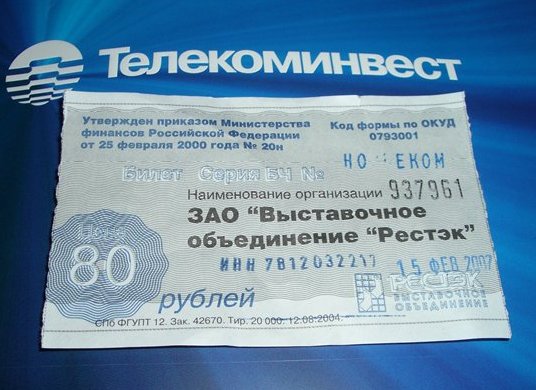 Телекоминвест
Утвержден приказом Министерства
финансов Российской Федерации
от 25 февраля 2000 года № 20н
Код формы по ОКУД
0793001
Билет Серия БЧ №
937961
Наименование организации
ЗАО "Выставочное
объединение "Рестэк"
ИНН 7812032217
15 ФЕВ 2007
Цена
80
рублей
РЕСТЭК
ВЫСТАВОЧНОЕ
ОБЪЕДИНЕНИЕ
СПб ФГУПТ 12. Зак. 42670. Тир. 20 000. 12.08.2004.